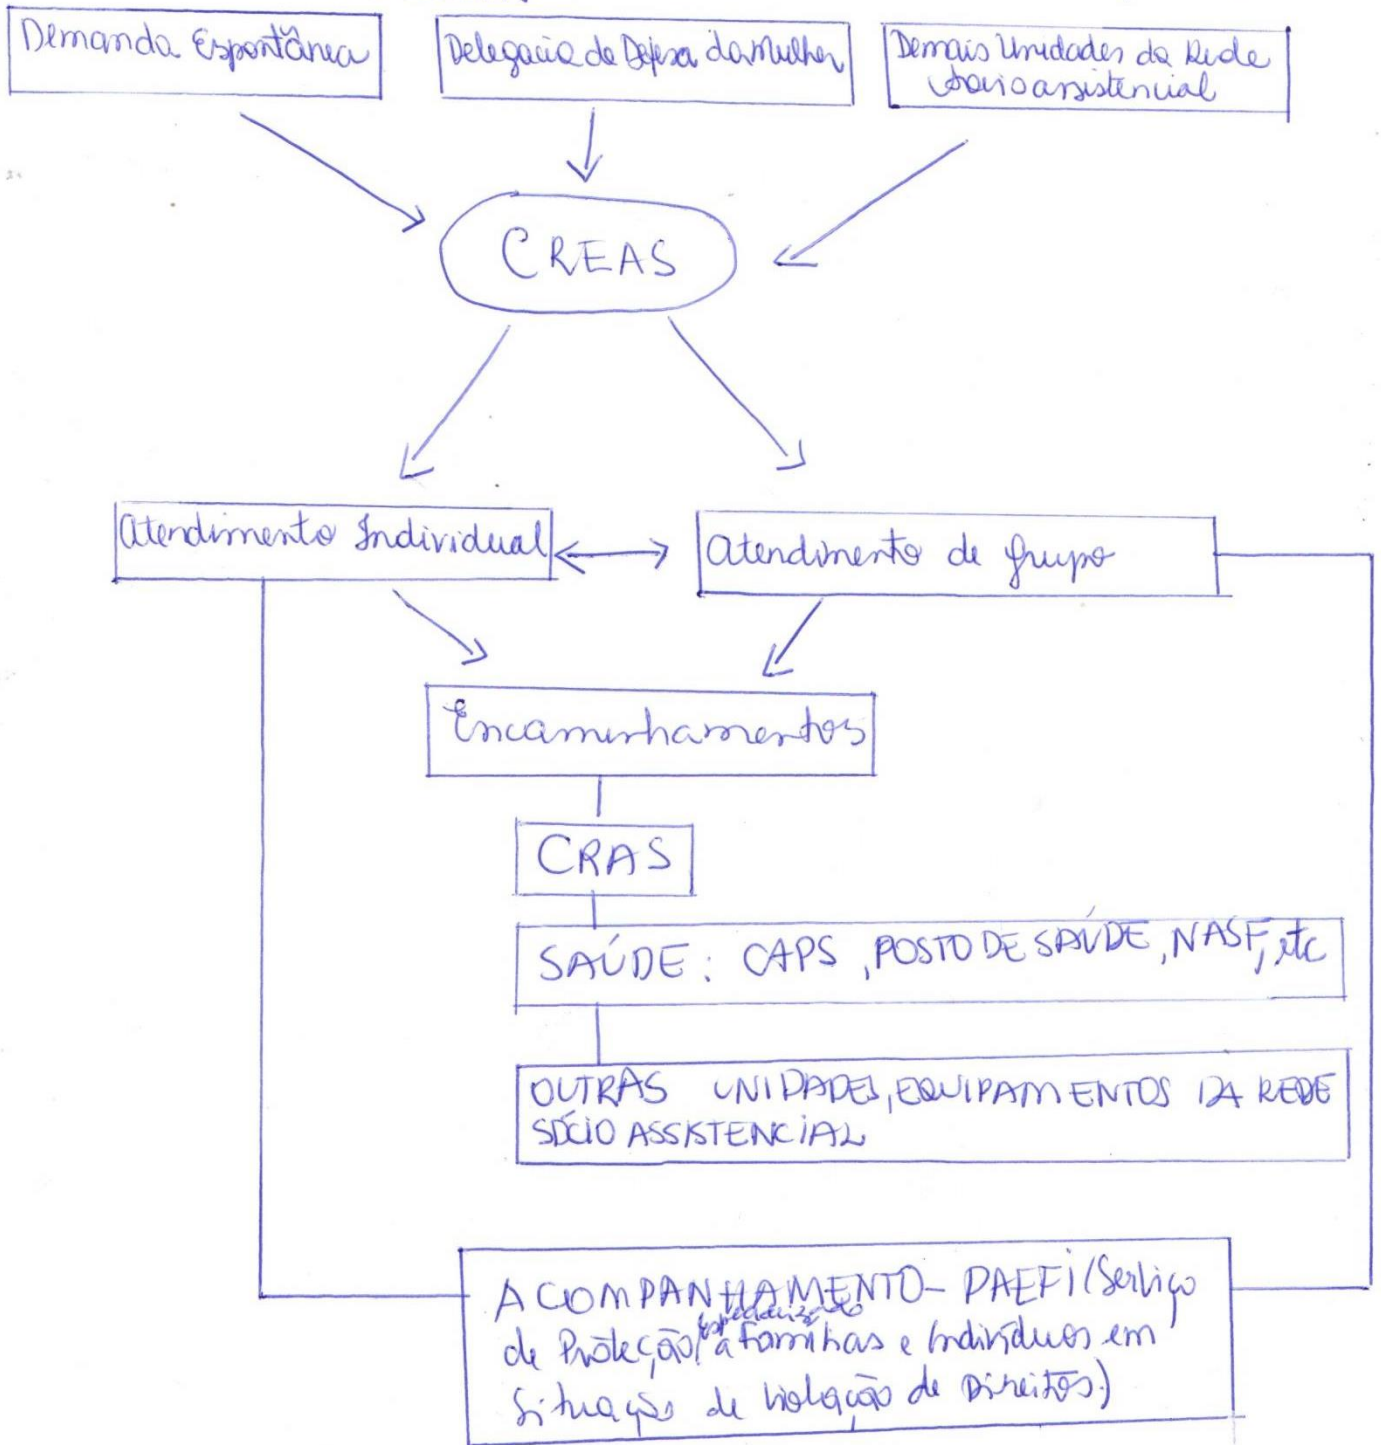 Demanda Espontânea
Delegacia de Defesa da Mulher
Demais Unidades da Rede
Socioassistencial
CREAS
Atendimento Individual
Atendimento de Grupo
Encaminhamentos
CRAS
SAÚDE: CAPS, POSTO DE SAÚDE, NASF, etc
OUTRAS UNIDADES, EQUIPAMENTOS DA REDE
SÓCIO ASSISTENCIAL
ACOMPANHAMENTO - PAEFI (Serviço
de Proteção especializado a Famílias e Indivíduos em
Situação de Violação de Direitos.)